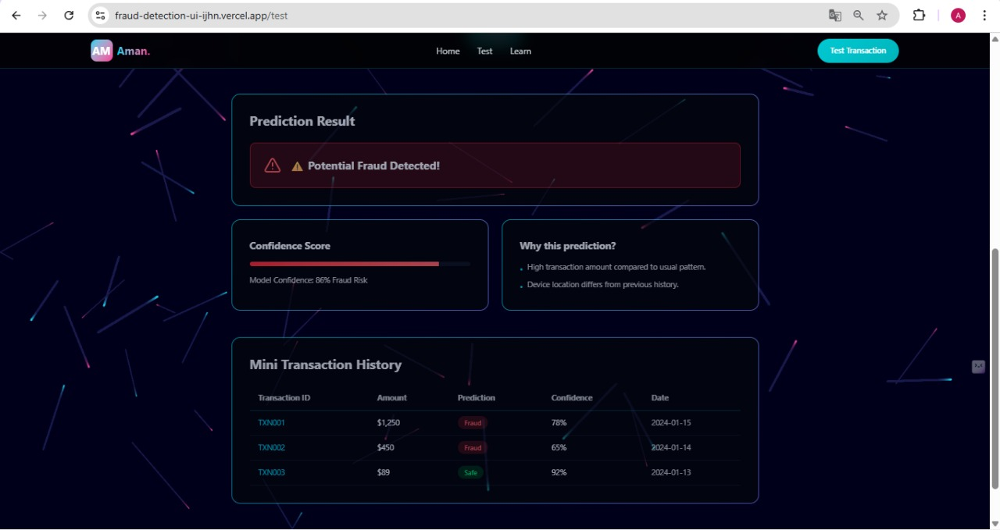 fraud-detection-ui-ijhn.vercel.app/test
A
AM Aman.
Home Test Learn
Test Transaction
Prediction Result
⚠ Potential Fraud Detected!
Confidence Score
Model Confidence: 86% Fraud Risk
Why this prediction?
• High transaction amount compared to usual pattern.
• Device location differs from previous history.
Mini Transaction History
Transaction ID Amount Prediction Confidence Date
TXN001 $1,250 Fraud 78% 2024-01-15
TXN002 $450 Fraud 65% 2024-01-14
TXN003 $89 Safe 92% 2024-01-13